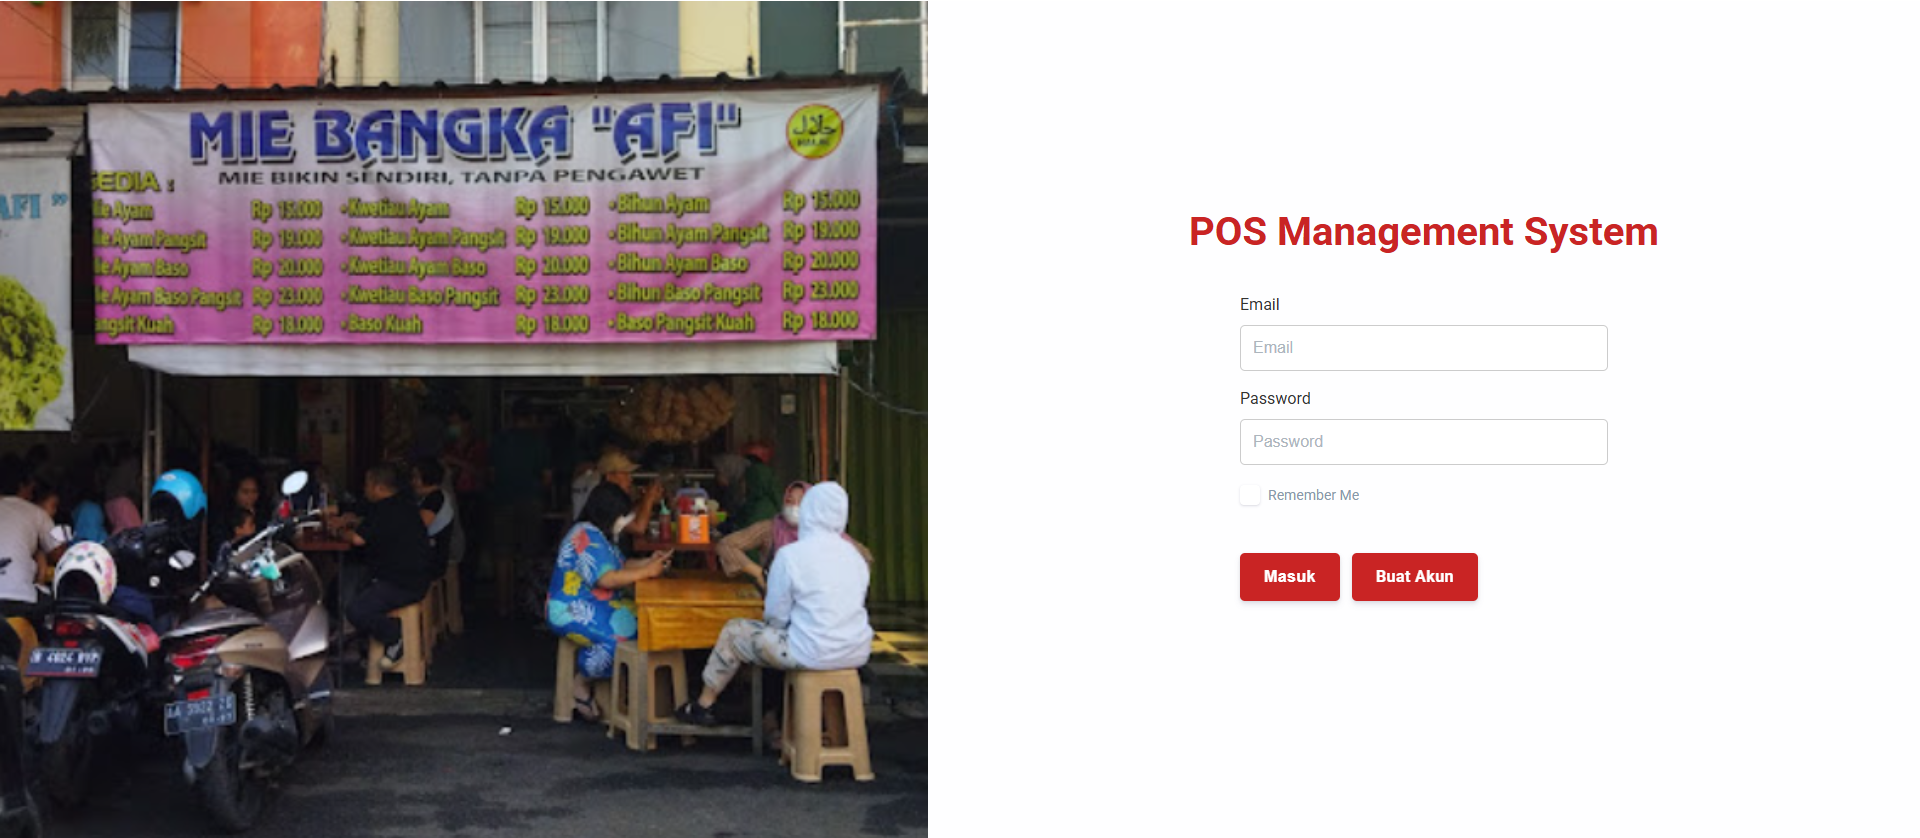 MIE BANGKA "AFI"
حلال
MIE BIKIN SENDIRI, TANPA PENGAWET
SEDIA :
AFI "
Mie Ayam Rp 15.000 •Kwetiau Ayam Rp 15.000 •Bihun Ayam Rp 15.000
Mie Ayam Pangsit Rp 19.000 •Kwetiau Ayam Pangsit Rp 19.000 •Bihun Ayam Pangsit Rp 19.000
Mie Ayam Baso Rp 20.000 •Kwetiau Ayam Baso Rp 20.000 •Bihun Ayam Baso Rp 20.000
Mie Ayam Baso Pangsit Rp 23.000 •Kwetiau Baso Pangsit Rp 23.000 •Bihun Baso Pangsit Rp 23.000
angsit Kuah Rp 18.000 •Baso Kuah Rp 18.000 •Baso Pangsit Kuah Rp 18.000
POS Management System
Email
Email
Password
Password
Remember Me
Masuk Buat Akun